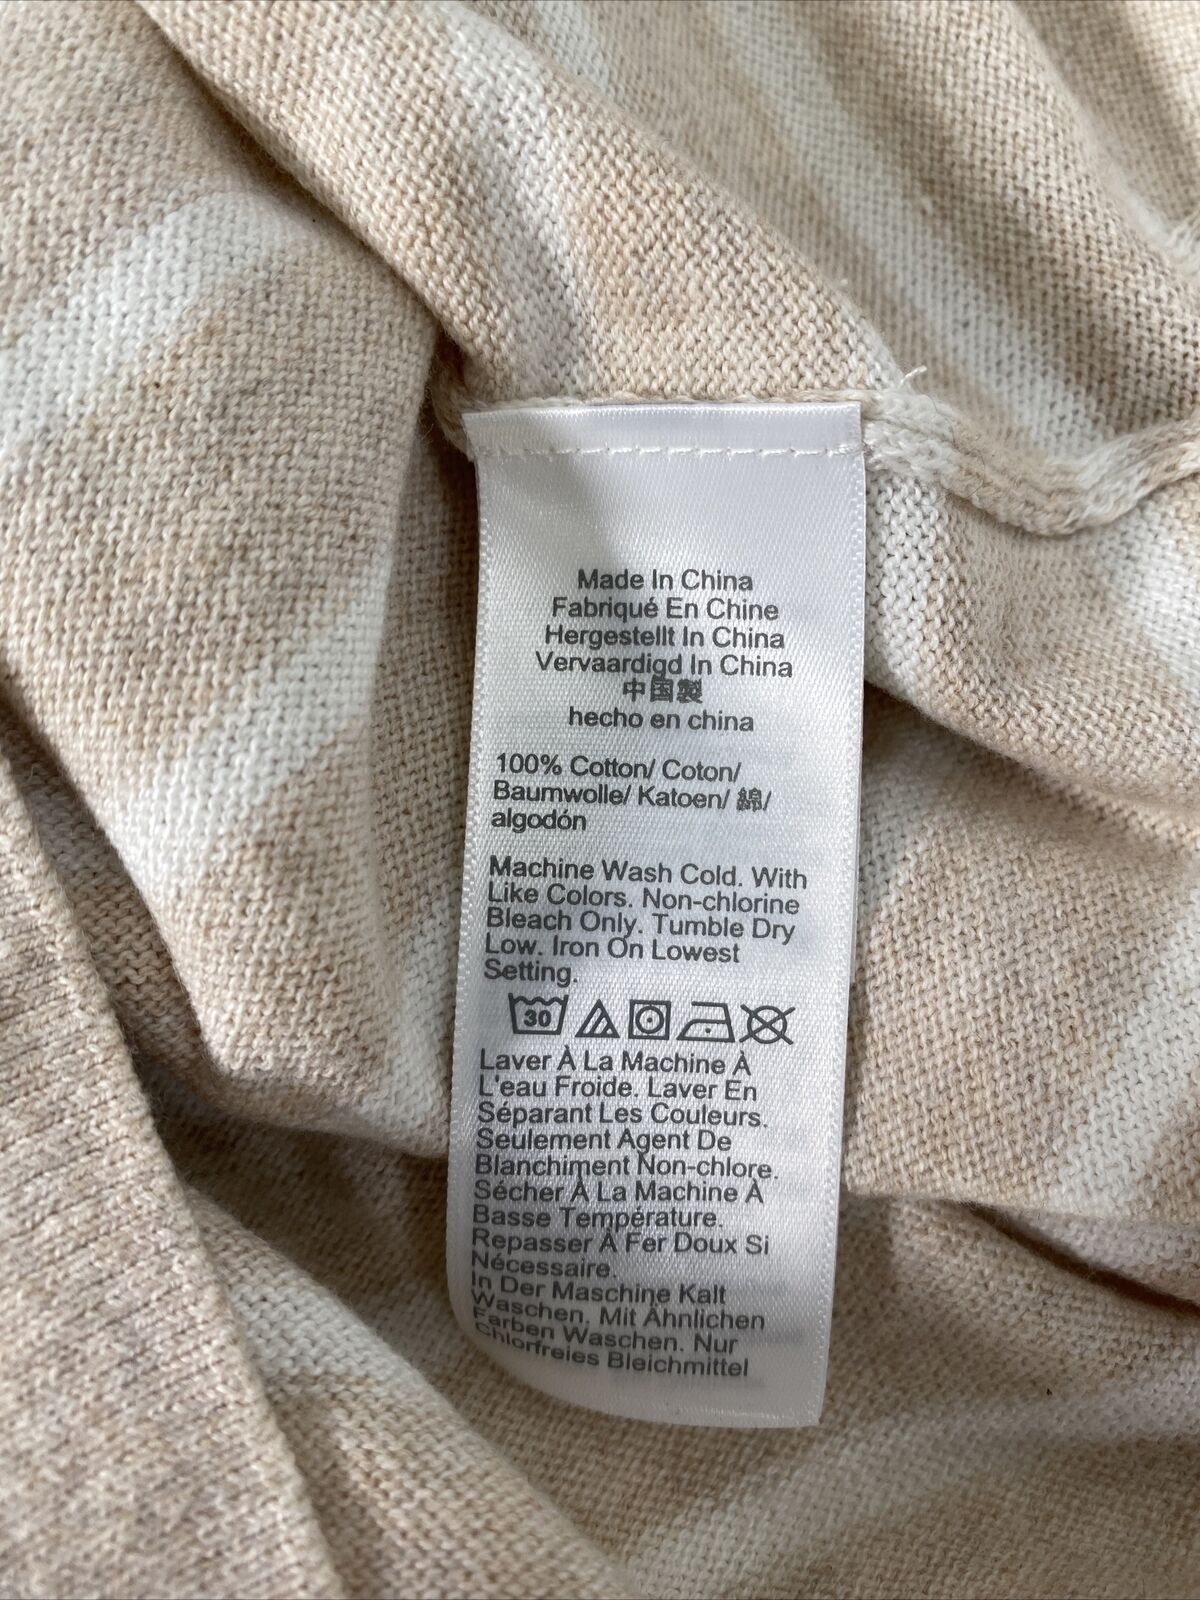 Made In China
Fabriqué En Chine
Hergestellt In China
Vervaardigd In China
中国製
hecho en china
100% Cotton/ Coton/
Baumwolle/ Katoen/ 綿/
algodón
Machine Wash Cold. With
Like Colors. Non-chlorine
Bleach Only. Tumble Dry
Low. Iron On Lowest
Setting.
30
Laver À La Machine À
L'eau Froide. Laver En
Séparant Les Couleurs.
Seulement Agent De
Blanchiment Non-chlore.
Sécher À La Machine À
Basse Température.
Repasser À Fer Doux Si
Nécessaire.
In Der Maschine Kalt
Waschen. Mit Ähnlichen
Farben Waschen. Nur
Chlorfreies Bleichmittel